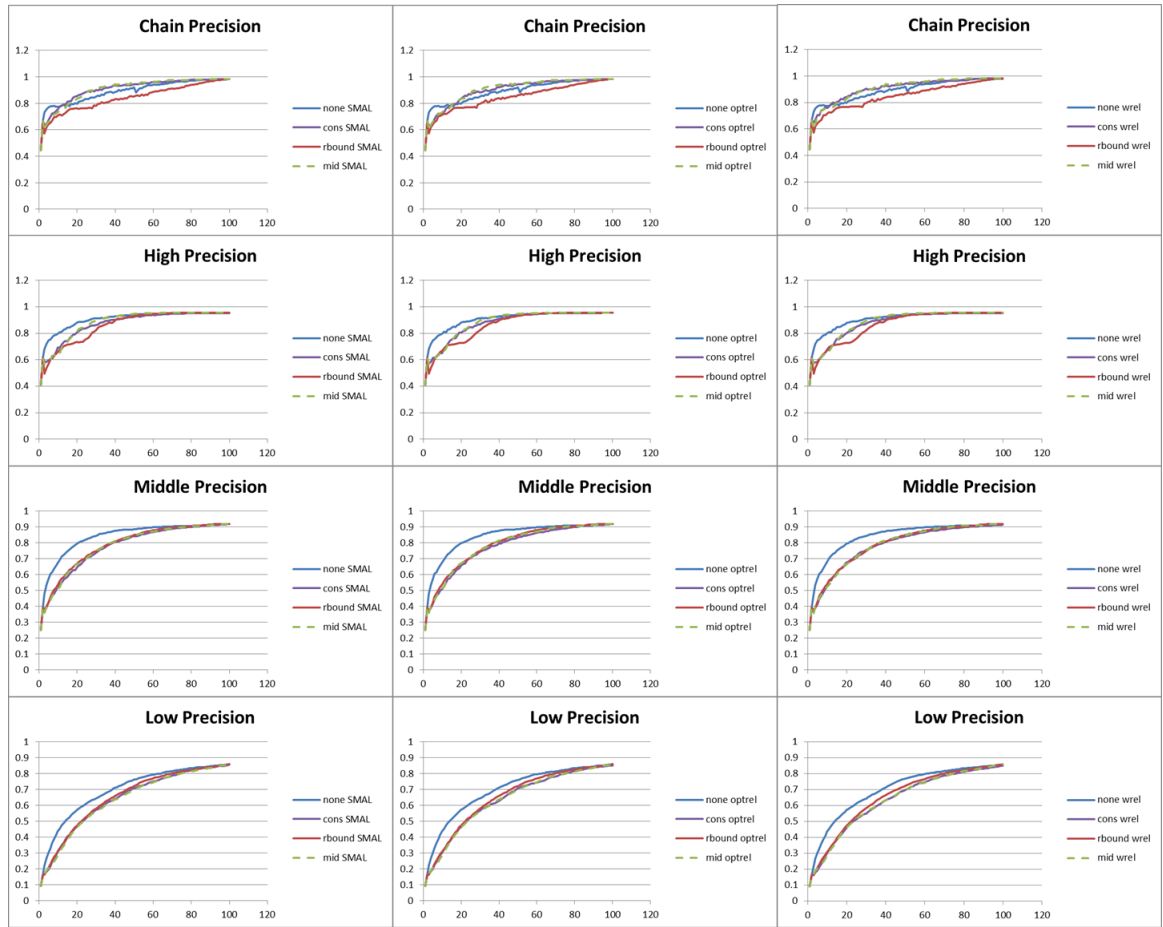 Chain Precision
1.2
1
0.8
0.6
0.4
0.2
0
0 20 40 60 80 100 120
none SMAL
cons SMAL
rbound SMAL
mid SMAL
Chain Precision
1.2
1
0.8
0.6
0.4
0.2
0
0 20 40 60 80 100 120
none optrel
cons optrel
rbound optrel
mid optrel
Chain Precision
1.2
1
0.8
0.6
0.4
0.2
0
0 20 40 60 80 100 120
none wrel
cons wrel
rbound wrel
mid wrel
High Precision
1.2
1
0.8
0.6
0.4
0.2
0
0 20 40 60 80 100 120
none SMAL
cons SMAL
rbound SMAL
mid SMAL
High Precision
1.2
1
0.8
0.6
0.4
0.2
0
0 20 40 60 80 100 120
none optrel
cons optrel
rbound optrel
mid optrel
High Precision
1.2
1
0.8
0.6
0.4
0.2
0
0 20 40 60 80 100 120
none wrel
cons wrel
rbound wrel
mid wrel
Middle Precision
1
0.9
0.8
0.7
0.6
0.5
0.4
0.3
0.2
0.1
0
0 20 40 60 80 100 120
none SMAL
cons SMAL
rbound SMAL
mid SMAL
Middle Precision
1
0.9
0.8
0.7
0.6
0.5
0.4
0.3
0.2
0.1
0
0 20 40 60 80 100 120
none optrel
cons optrel
rbound optrel
mid optrel
Middle Precision
1
0.9
0.8
0.7
0.6
0.5
0.4
0.3
0.2
0.1
0
0 20 40 60 80 100 120
none wrel
cons wrel
rbound wrel
mid wrel
Low Precision
1
0.9
0.8
0.7
0.6
0.5
0.4
0.3
0.2
0.1
0
0 20 40 60 80 100 120
none SMAL
cons SMAL
rbound SMAL
mid SMAL
Low Precision
1
0.9
0.8
0.7
0.6
0.5
0.4
0.3
0.2
0.1
0
0 20 40 60 80 100 120
none optrel
cons optrel
rbound optrel
mid optrel
Low Precision
1
0.9
0.8
0.7
0.6
0.5
0.4
0.3
0.2
0.1
0
0 20 40 60 80 100 120
none wrel
cons wrel
rbound wrel
mid wrel